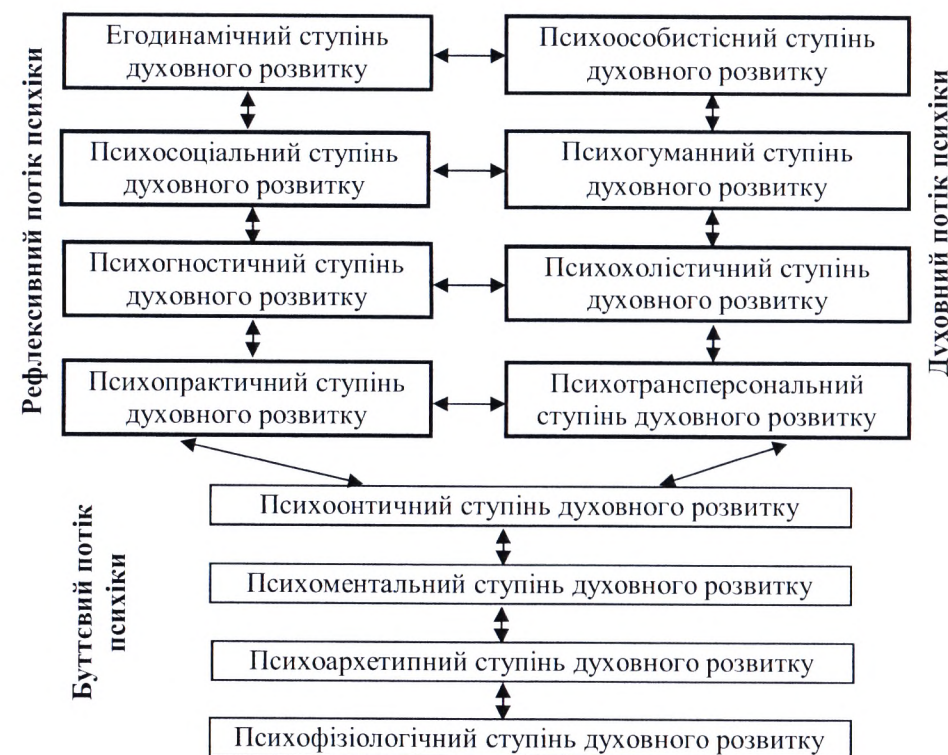 Рефлексивний потік психіки
Егодинамічний ступінь
духовного розвитку
Психоособистісний ступінь
духовного розвитку
Психосоціальний ступінь
духовного розвитку
Психогуманний ступінь
духовного розвитку
Психогностичний ступінь
духовного розвитку
Психохолістичний ступінь
духовного розвитку
Психопрактичний ступінь
духовного розвитку
Психотрансперсональний
ступінь духовного розвитку
Духовний потік психіки
Буттєвий потік
психіки
Психоонтичний ступінь духовного розвитку
Психоментальний ступінь духовного розвитку
Психоархетипний ступінь духовного розвитку
Психофізіологічний ступінь духовного розвитку